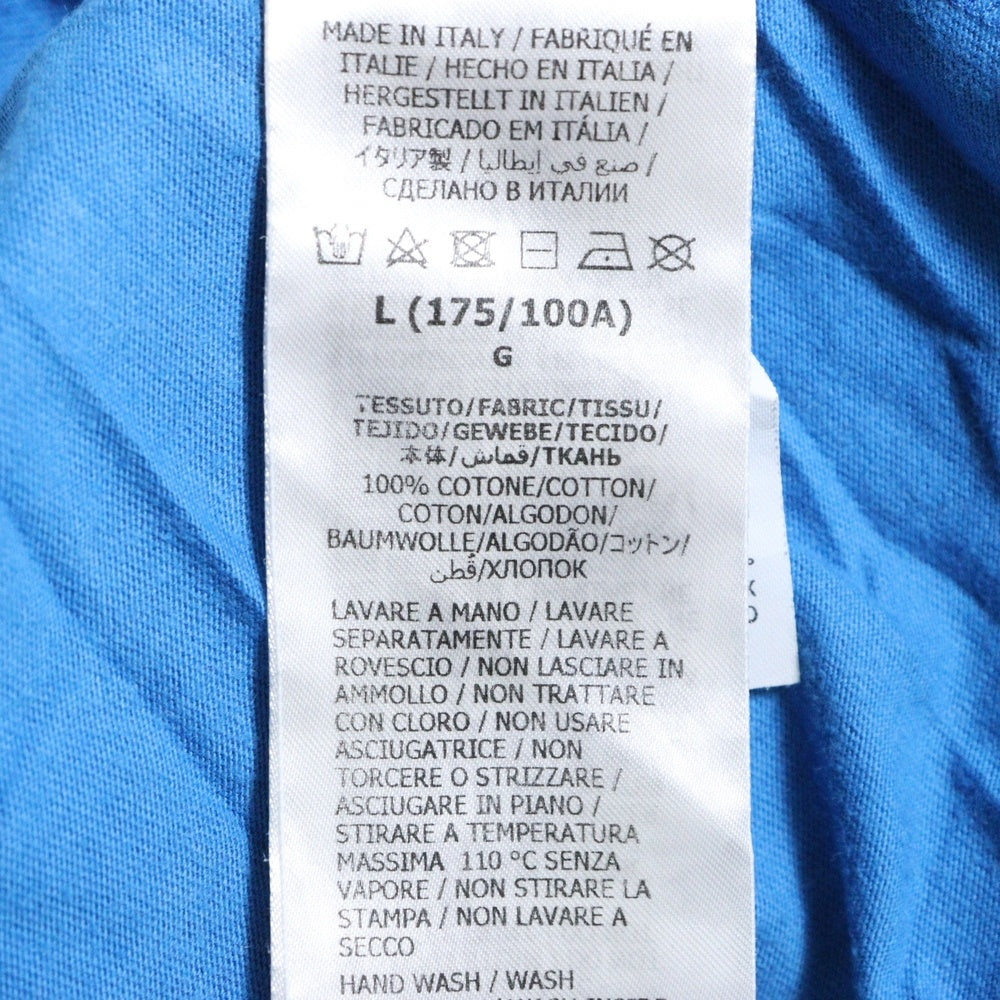 MADE IN ITALY / FABRIQUÉ EN
ITALIE / HECHO EN ITALIA /
HERGESTELLT IN ITALIEN /
FABRICADO EM ITÁLIA /
イタリア製 / صنع في إيطاليا /
СДЕЛАНО В ИТАЛИИ
L (175/100A)
G
TESSUTO/FABRIC/TISSU/
TEJIDO/GEWEBE/TECIDO/
本体/قماش/ТКАНЬ
100% COTONE/COTTON/
COTON/ALGODON/
BAUMWOLLE/ALGODÃO/コットン/
قُطن/ХЛОПОК
LAVARE A MANO / LAVARE
SEPARATAMENTE / LAVARE A
ROVESCIO / NON LASCIARE IN
AMMOLLO / NON TRATTARE
CON CLORO / NON USARE
ASCIUGATRICE / NON
TORCERE O STRIZZARE /
ASCIUGARE IN PIANO /
STIRARE A TEMPERATURA
MASSIMA 110 °C SENZA
VAPORE / NON STIRARE LA
STAMPA / NON LAVARE A
SECCO
HAND WASH / WASH